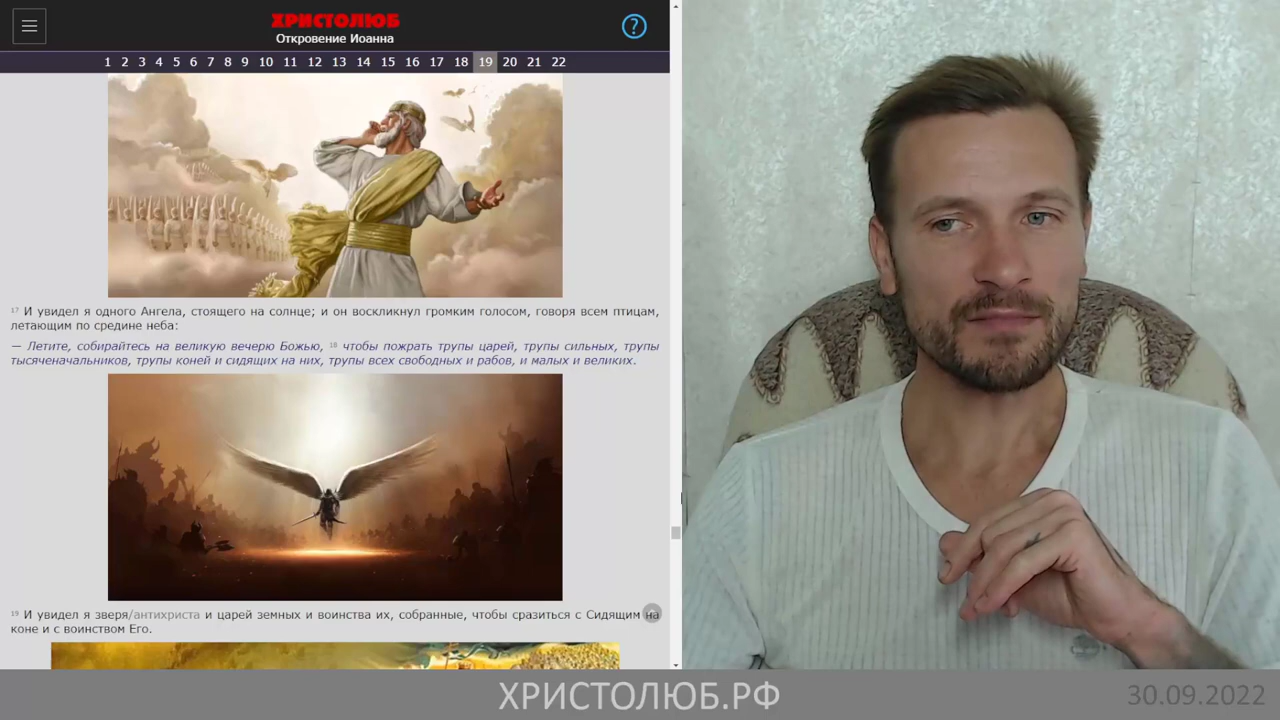 ХРИСТОЛЮБ
Откровение Иоанна
?
1 2 3 4 5 6 7 8 9 10 11 12 13 14 15 16 17 18 19 20 21 22
17 И увидел я одного Ангела, стоящего на солнце; и он воскликнул громким голосом, говоря всем птицам,
летающим по средине неба:
— Летите, собирайтесь на великую вечерю Божью, 18 чтобы пожрать трупы царей, трупы сильных, трупы
тысяченачальников, трупы коней и сидящих на них, трупы всех свободных и рабов, и малых и великих.
19 И увидел я зверя/антихриста и царей земных и воинства их, собранные, чтобы сразиться с Сидящим на
коне и с воинством Его.
ХРИСТОЛЮБ.РФ
30.09.2022